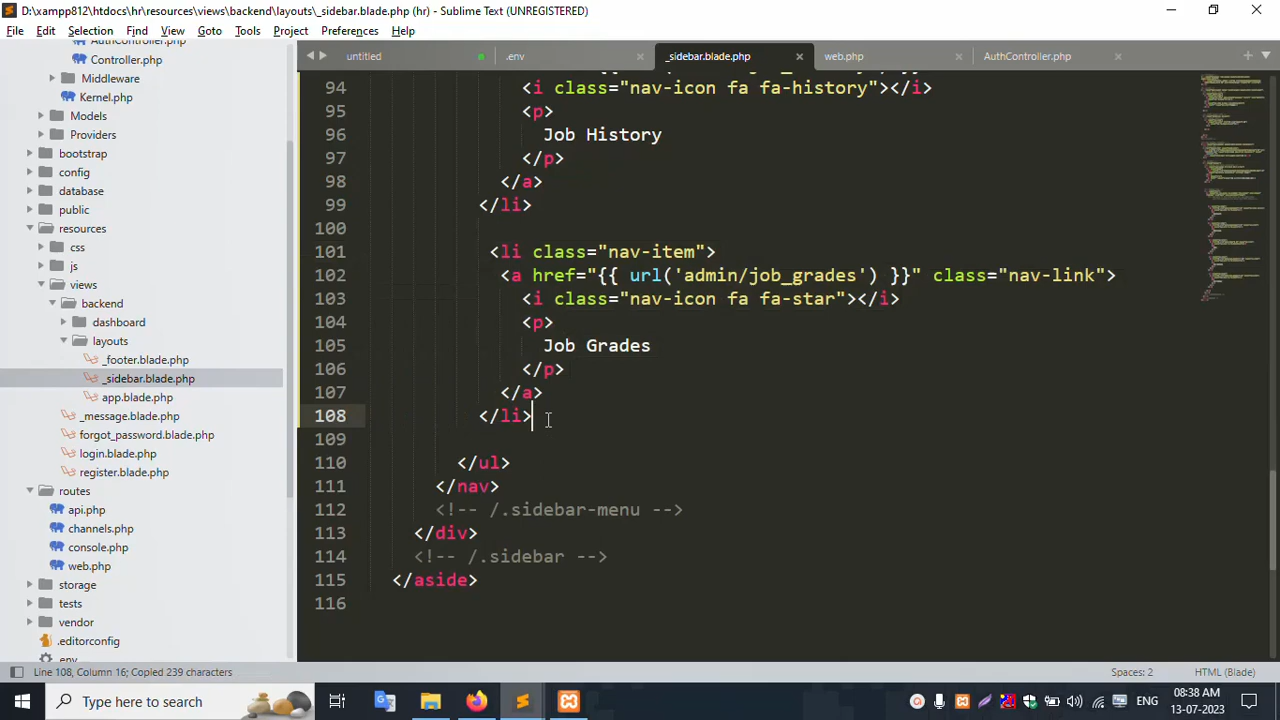 D:\xampp812\htdocs\hr\resources\views\backend\layouts\_sidebar.blade.php (hr) - Sublime Text (UNREGISTERED)
File Edit Selection Find View Goto Tools Project Preferences Help
untitled .env _sidebar.blade.php web.php AuthController.php
AuthController.php
Controller.php
Middleware
Kernel.php
Models
Providers
bootstrap
config
database
public
resources
css
js
views
backend
dashboard
layouts
_footer.blade.php
_sidebar.blade.php
app.blade.php
_message.blade.php
forgot_password.blade.php
login.blade.php
register.blade.php
routes
api.php
channels.php
console.php
web.php
storage
tests
vendor
.editorconfig
.env
94 <i class="nav-icon fa fa-history"></i>
95 <p>
96 Job History
97 </p>
98 </a>
99 </li>
100
101 <li class="nav-item">
102 <a href="{{ url('admin/job_grades') }}" class="nav-link">
103 <i class="nav-icon fa fa-star"></i>
104 <p>
105 Job Grades
106 </p>
107 </a>
108 </li>
109
110 </ul>
111 </nav>
112 <!-- /.sidebar-menu -->
113 </div>
114 <!-- /.sidebar -->
115 </aside>
116
Line 108, Column 16; Copied 239 characters Spaces: 2 HTML (Blade)
Type here to search ENG 08:38 AM
13-07-2023